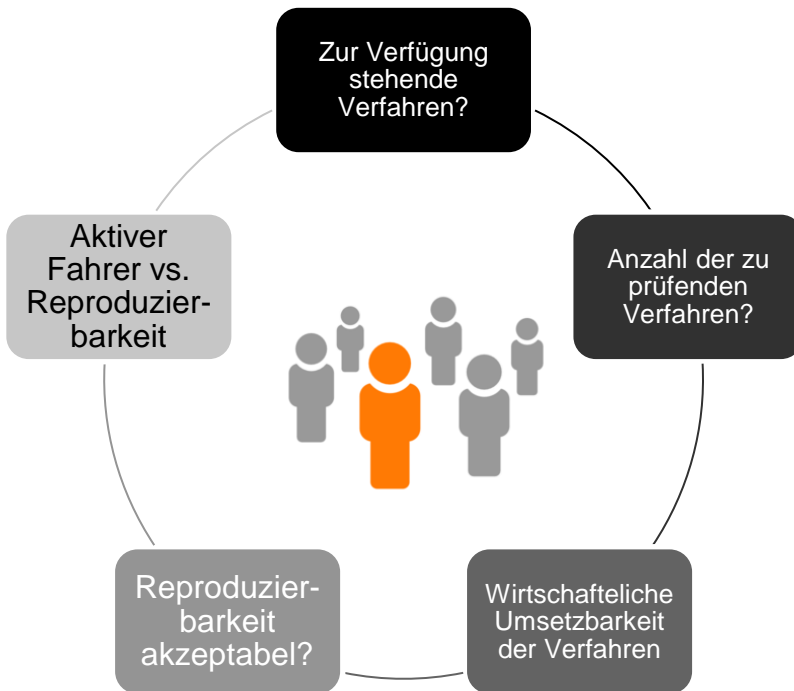 Zur Verfügung
stehende
Verfahren?
Anzahl der zu
prüfenden
Verfahren?
Wirtschafteliche
Umsetzbarkeit
der Verfahren
Reproduzier-
barkeit
akzeptabel?
Aktiver
Fahrer vs.
Reproduzier-
barkeit